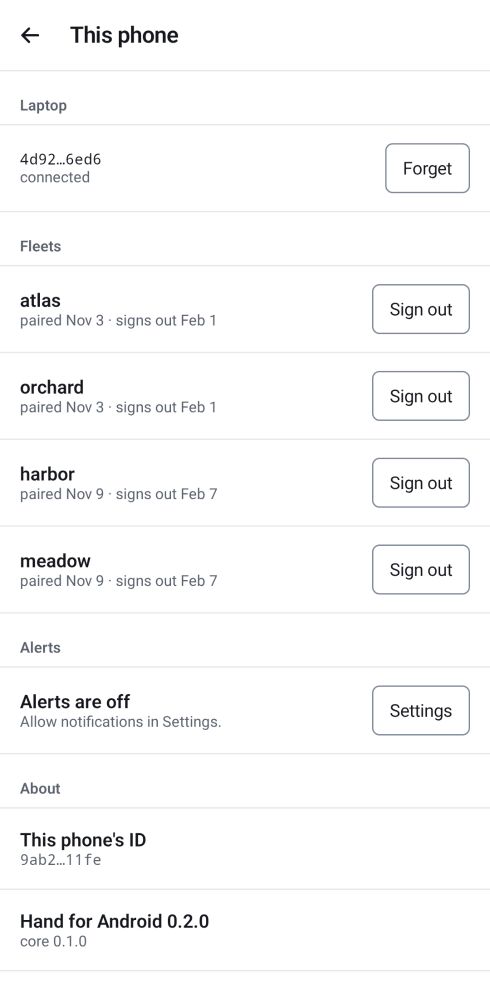 This phone
Laptop
4d92…6ed6
connected
Forget
Fleets
atlas
paired Nov 3 · signs out Feb 1
Sign out
orchard
paired Nov 3 · signs out Feb 1
Sign out
harbor
paired Nov 9 · signs out Feb 7
Sign out
meadow
paired Nov 9 · signs out Feb 7
Sign out
Alerts
Alerts are off
Allow notifications in Settings.
Settings
About
This phone's ID
9ab2…11fe
Hand for Android 0.2.0
core 0.1.0